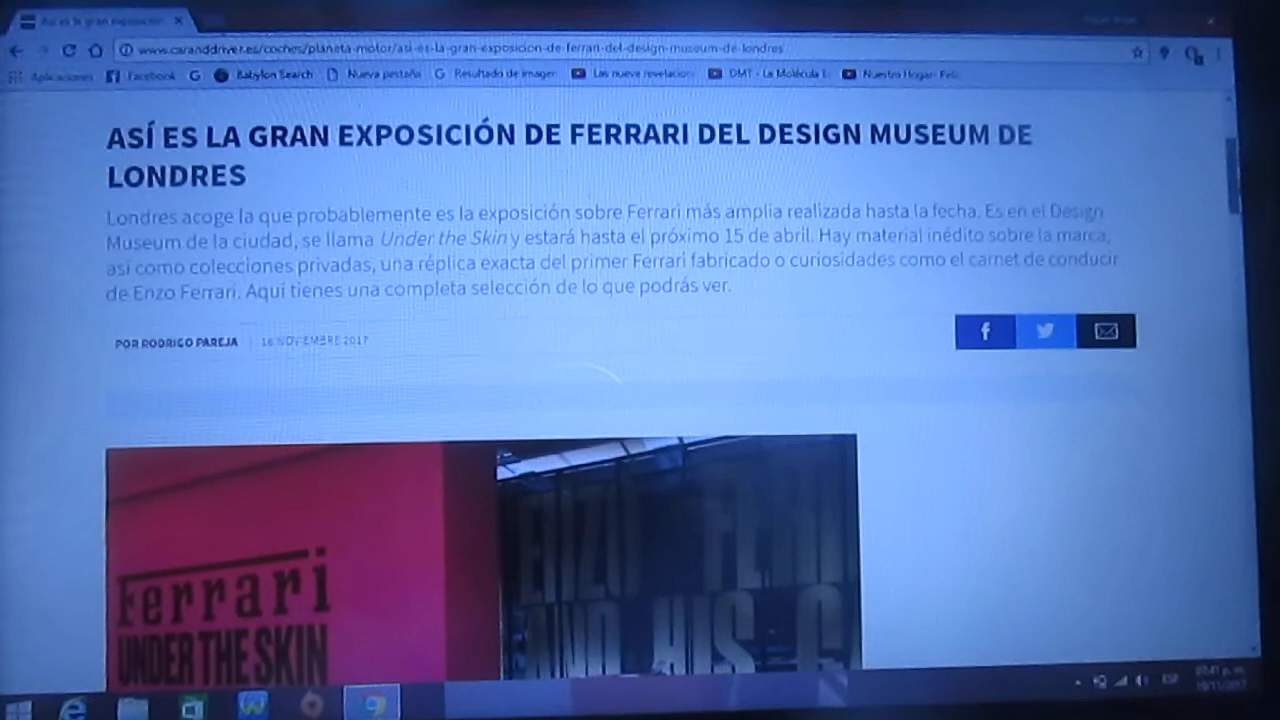 Así es la gran exposición
www.caranddriver.es/coches/planeta-motor/asi-es-la-gran-exposicion-de-ferrari-del-design-museum-de-londres
Aplicaciones Facebook Babylon Search Nueva pestaña Resultado de imagen Las nueve revelacion DMT - La Molécula E Nuestro Hogar- Pelíc
ASÍ ES LA GRAN EXPOSICIÓN DE FERRARI DEL DESIGN MUSEUM DE
LONDRES
Londres acoge la que probablemente es la exposición sobre Ferrari más amplia realizada hasta la fecha. Es en el Design
Museum de la ciudad, se llama Under the Skin y estará hasta el próximo 15 de abril. Hay material inédito sobre la marca,
así como colecciones privadas, una réplica exacta del primer Ferrari fabricado o curiosidades como el carnet de conducir
de Enzo Ferrari. Aquí tienes una completa selección de lo que podrás ver.
POR RODRIGO PAREJA 16 NOVIEMBRE 2017
Ferrari
UNDER THE SKIN
ENZO FERR
AND HIS CA
ESP